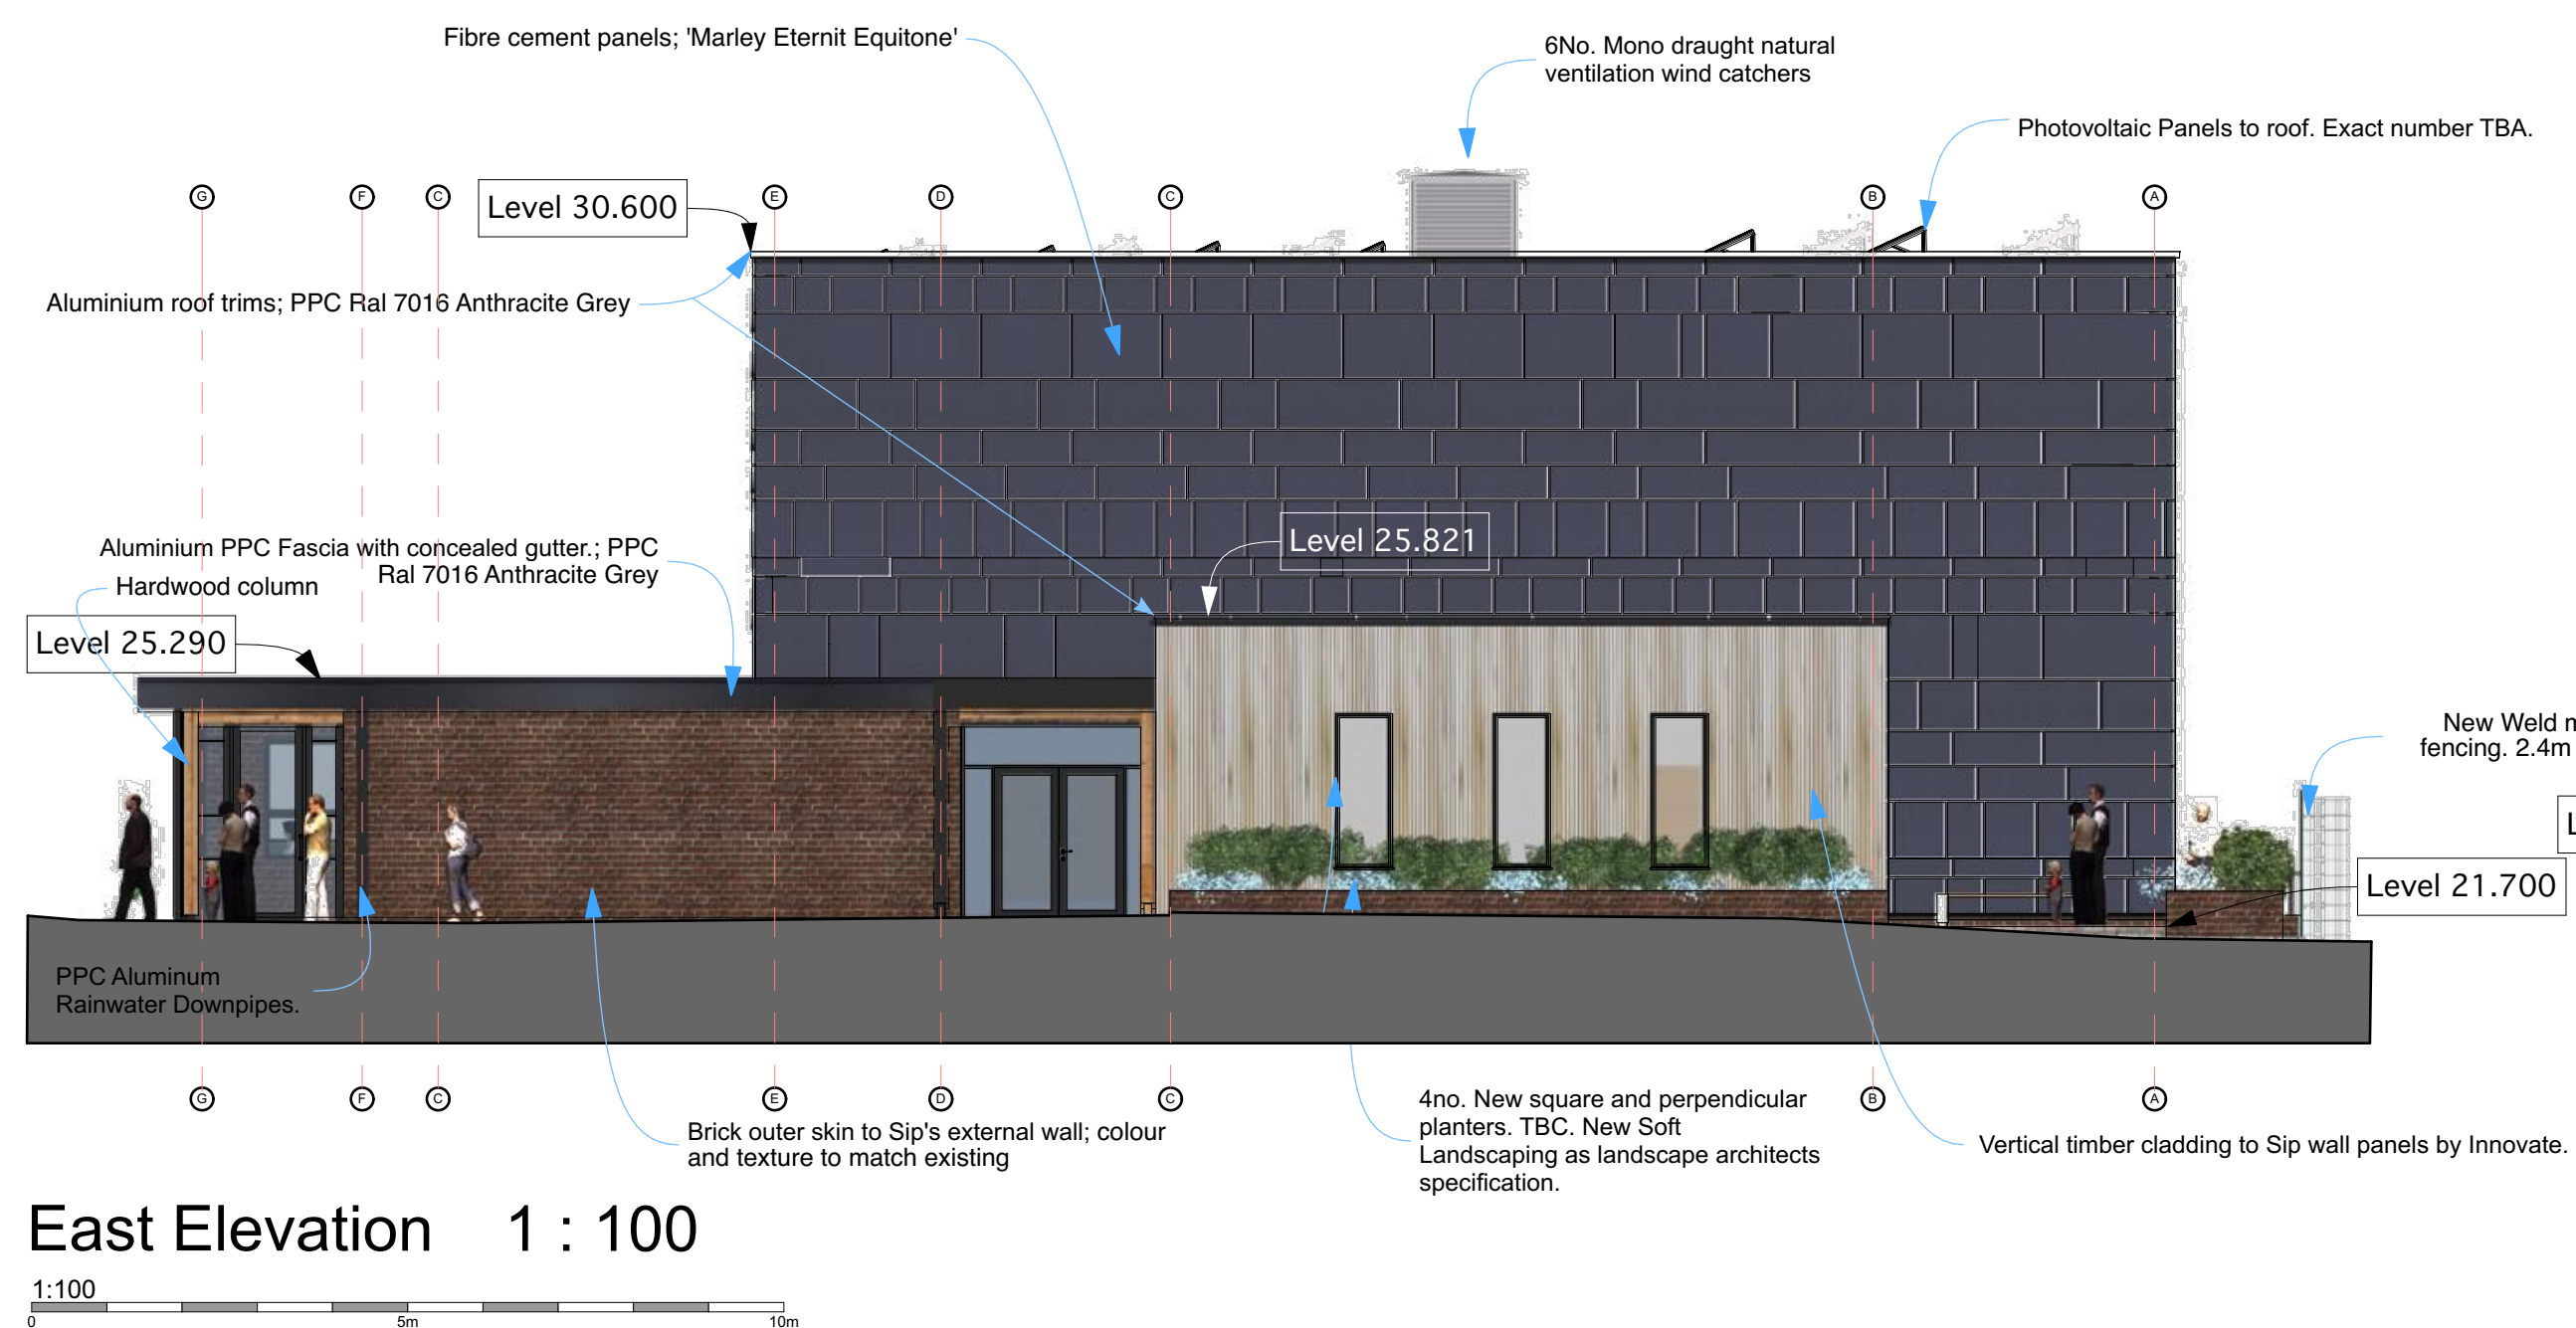 Fibre cement panels; 'Marley Eternit Equitone'
6No. Mono draught natural
ventilation wind catchers
Photovoltaic Panels to roof. Exact number TBA.
G
F
C
Level 30.600
E
D
C
B
A
Aluminium roof trims; PPC Ral 7016 Anthracite Grey
Level 25.821
Aluminium PPC Fascia with concealed gutter.; PPC
Ral 7016 Anthracite Grey
Hardwood column
Level 25.290
New Weld
fencing. 2.4m
Level 21.700
PPC Aluminum
Rainwater Downpipes.
G
F
C
E
D
C
B
A
Brick outer skin to Sip's external wall; colour
and texture to match existing
4no. New square and perpendicular
planters. TBC. New Soft
Landscaping as landscape architects
specification.
Vertical timber cladding to Sip wall panels by Innovate.
East Elevation 1 : 100
1:100
0 5m 10m